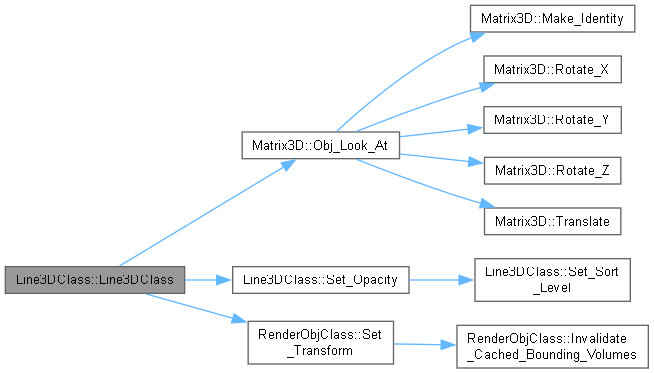 Matrix3D::Make_Identity
Matrix3D::Rotate_X
Matrix3D::Rotate_Y
Matrix3D::Obj_Look_At
Matrix3D::Rotate_Z
Matrix3D::Translate
Line3DClass::Line3DClass
Line3DClass::Set_Opacity
Line3DClass::Set_Sort
_Level
RenderObjClass::Set
_Transform
RenderObjClass::Invalidate
_Cached_Bounding_Volumes